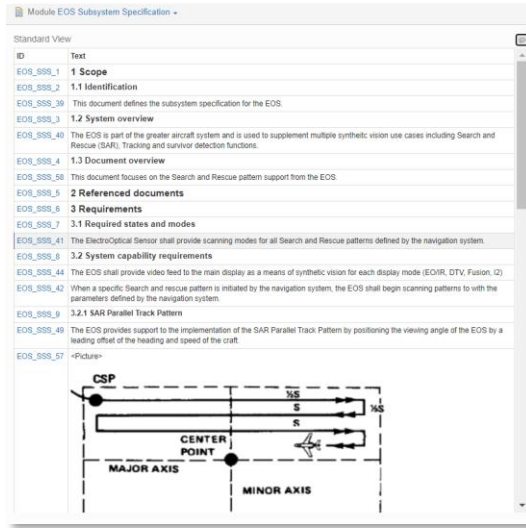 Module EOS Subsystem Specification
Standard View
ID Text
EOS_SSS_1 1 Scope
EOS_SSS_2 1.1 Identification
EOS_SSS_39 This document defines the subsystem specification for the EOS.
EOS_SSS_3 1.2 System overview
EOS_SSS_40 The EOS is part of the greater aircraft system and is used to supplement multiple syntheitc vision use cases including Search and
Rescue (SAR), Tracking and survivor detection functions.
EOS_SSS_4 1.3 Document overview
EOS_SSS_58 This document focuses on the Search and Rescue pattern support from the EOS.
EOS_SSS_5 2 Referenced documents
EOS_SSS_6 3 Requirements
EOS_SSS_7 3.1 Required states and modes
EOS_SSS_41 The ElectroOptical Sensor shall provide scanning modes for all Search and Rescue patterns defined by the navigation system.
EOS_SSS_8 3.2 System capability requirements
EOS_SSS_44 The EOS shall provide video feed to the main display as a means of synthetic vision for each display mode (EO/IR, DTV, Fusion, I2)
EOS_SSS_42 When a specific Search and rescue pattern is initiated by the navigation system, the EOS shall begin scanning patterns to with the
parameters defined by the navigation system.
EOS_SSS_9 3.2.1 SAR Parallel Track Pattern
EOS_SSS_49 The EOS provides support to the implementation of the SAR Parallel Track Pattern by positioning the viewing angle of the EOS by a
leading offset of the heading and speed of the craft.
EOS_SSS_57 <Picture>
CSP
½S
S ½S
S
CENTER
POINT
MAJOR AXIS
MINOR AXIS